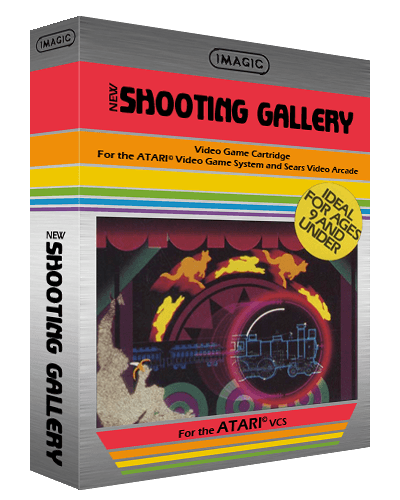 IMAGIC
IMAGIC
NEW
SHOOTING GALLERY
Video Game Cartridge
For the ATARI® Video Game System and Sears Video Arcade
IDEAL
FOR AGES
9 AND
UNDER
NEW
SHOOTING GALLERY
For the ATARI® VCS